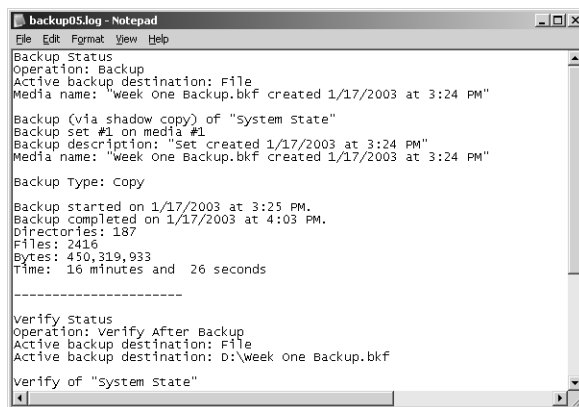 backup05.log - Notepad
File Edit Format View Help
Backup Status
Operation: Backup
Active backup destination: File
Media name: "Week One Backup.bkf created 1/17/2003 at 3:24 PM"
Backup (via shadow copy) of "System State"
Backup set #1 on media #1
Backup description: "Set created 1/17/2003 at 3:24 PM"
Media name: "Week One Backup.bkf created 1/17/2003 at 3:24 PM"
Backup Type: Copy
Backup started on 1/17/2003 at 3:25 PM.
Backup completed on 1/17/2003 at 4:03 PM.
Directories: 187
Files: 2416
Bytes: 450,319,933
Time: 16 minutes and 26 seconds
----------------------
Verify Status
Operation: Verify After Backup
Active backup destination: File
Active backup destination: D:\Week One Backup.bkf
Verify of "System State"